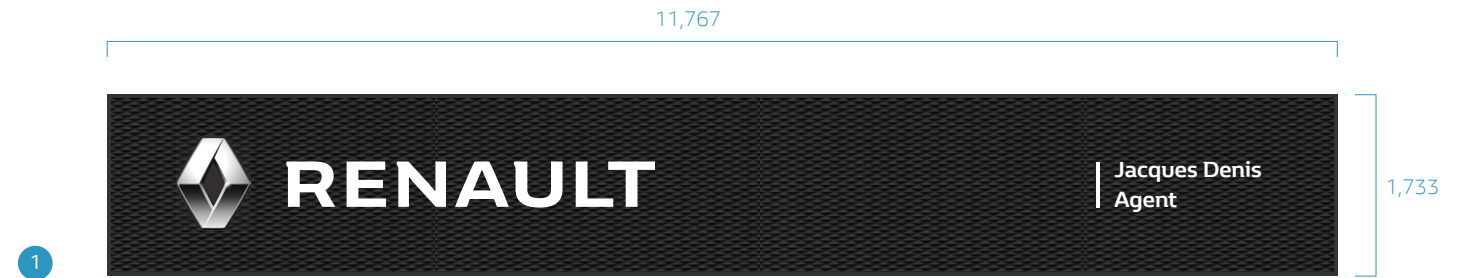 11,767
RENAULT
Jacques Denis
Agent
1,733
1